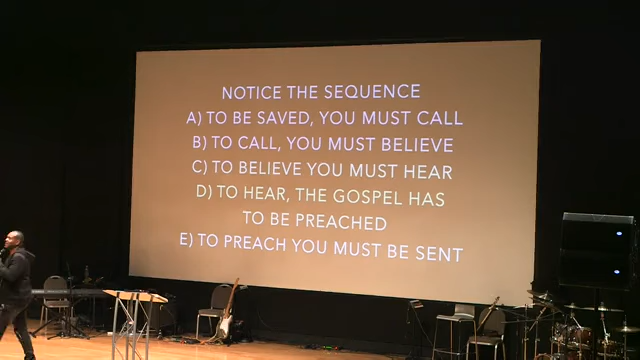 NOTICE THE SEQUENCE
A) TO BE SAVED, YOU MUST CALL
B) TO CALL, YOU MUST BELIEVE
C) TO BELIEVE YOU MUST HEAR
D) TO HEAR, THE GOSPEL HAS
TO BE PREACHED
E) TO PREACH YOU MUST BE SENT